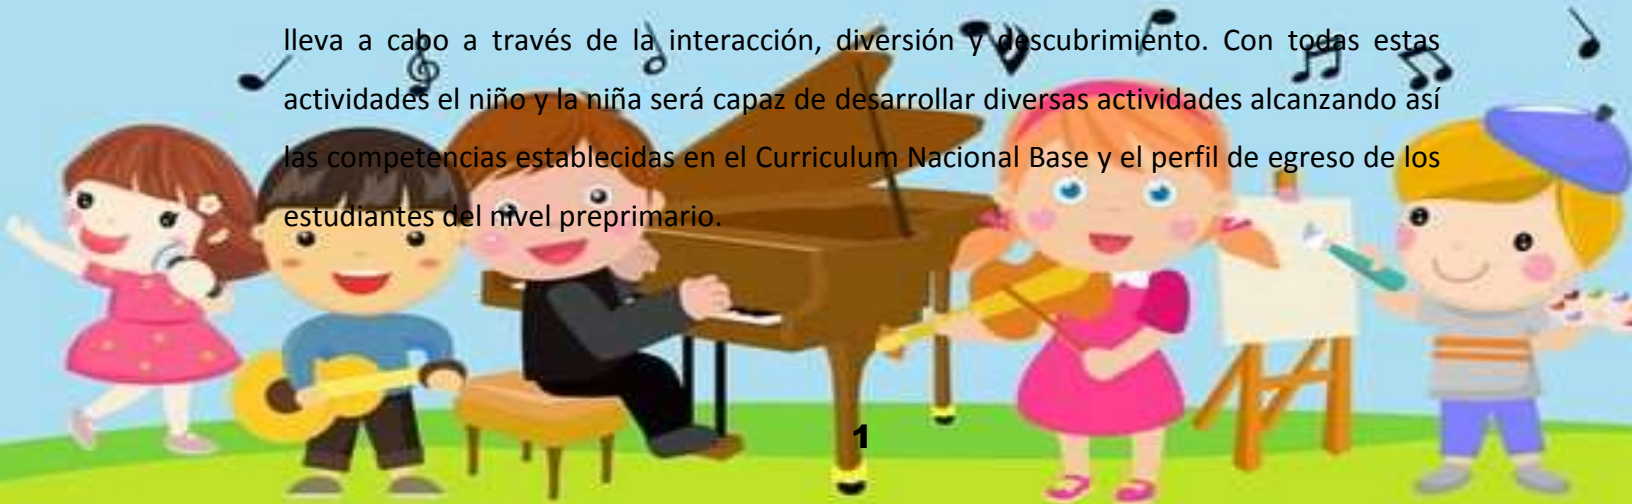 lleva a cabo a través de la interacción, diversión y descubrimiento. Con todas estas
actividades el niño y la niña será capaz de desarrollar diversas actividades alcanzando así
las competencias establecidas en el Curriculum Nacional Base y el perfil de egreso de los
estudiantes del nivel preprimario.
1